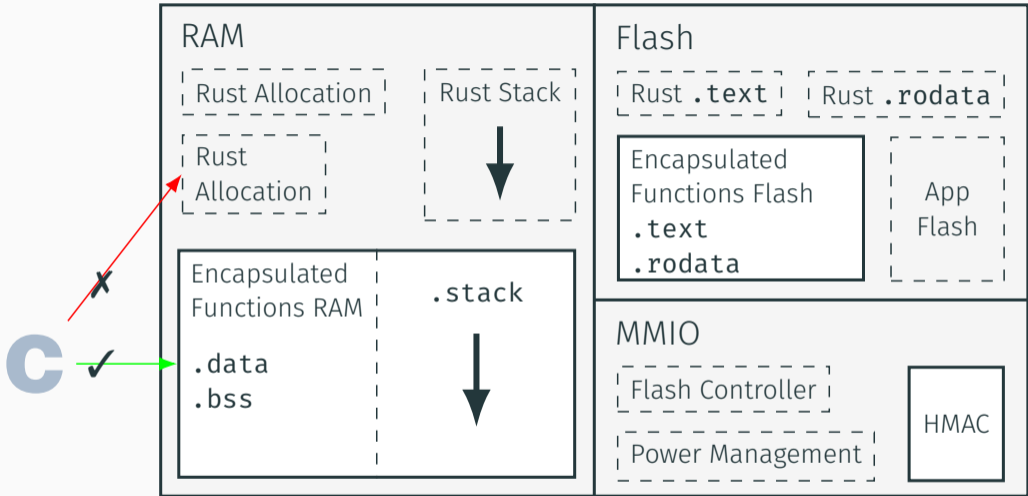 RAM
Rust Allocation
Rust
Allocation
Rust Stack
✗
C
✓
Encapsulated
Functions RAM
.data
.bss
.stack
Flash
Rust .text
Rust .rodata
Encapsulated
Functions Flash
.text
.rodata
App
Flash
MMIO
Flash Controller
Power Management
HMAC